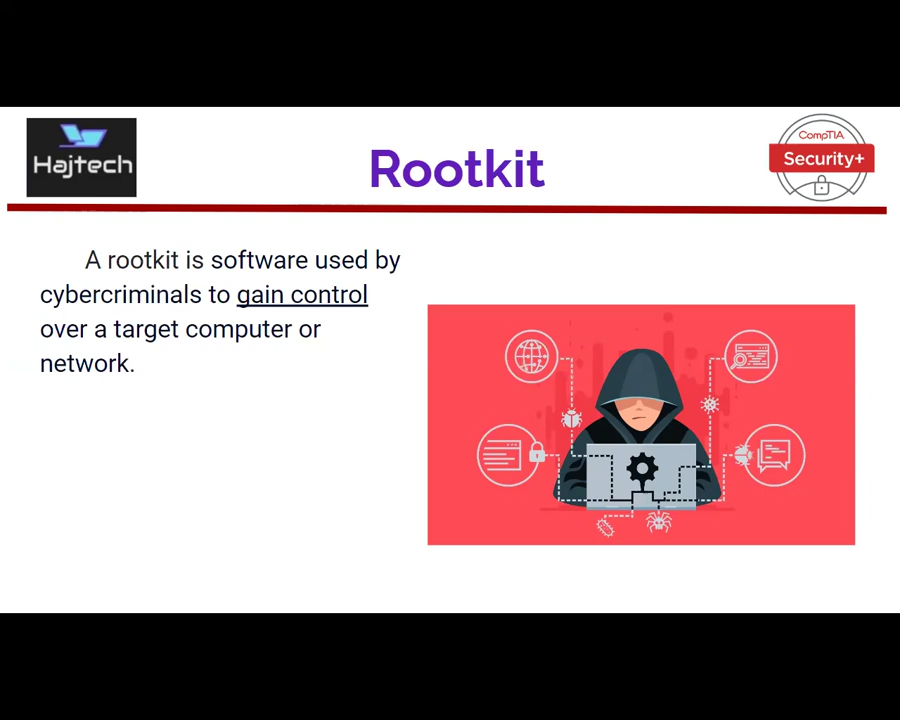 Hajtech
Rootkit
CompTIA
Security+
A rootkit is software used by
cybercriminals to gain control
over a target computer or
network.